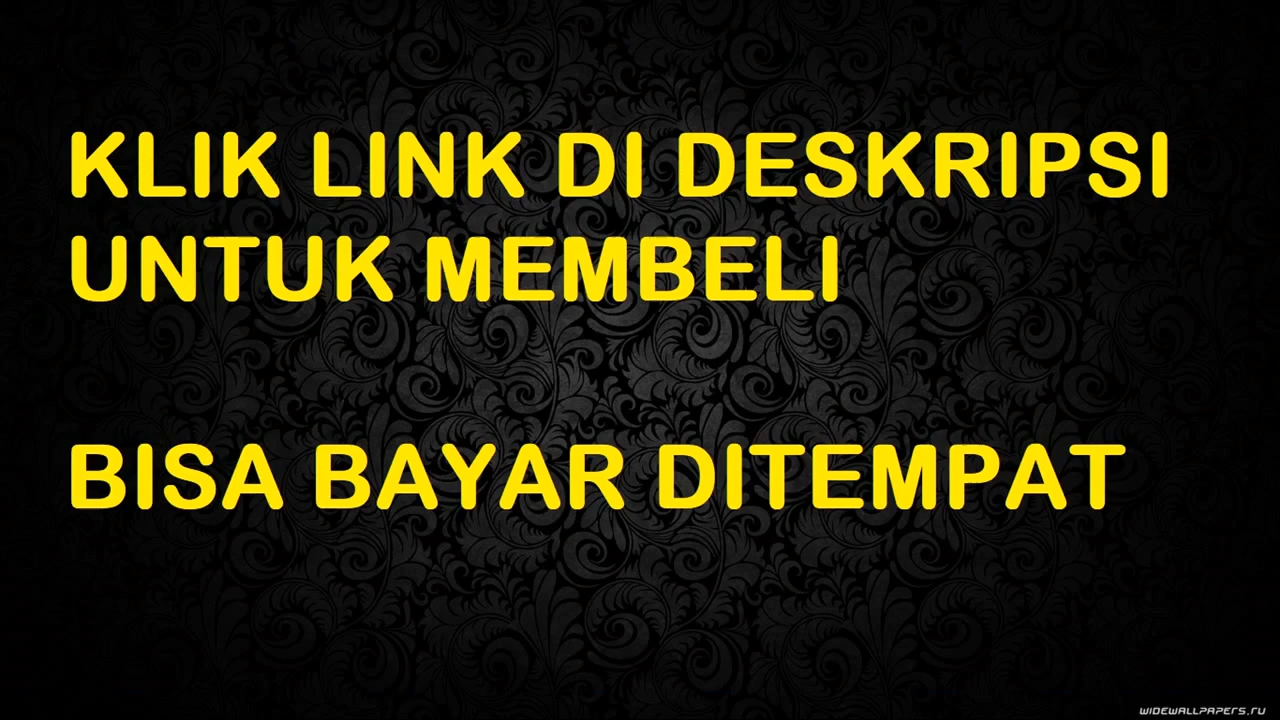 KLIK LINK DI DESKRIPSI
UNTUK MEMBELI
BISA BAYAR DITEMPAT
WIDEWALLPAPERS.RU